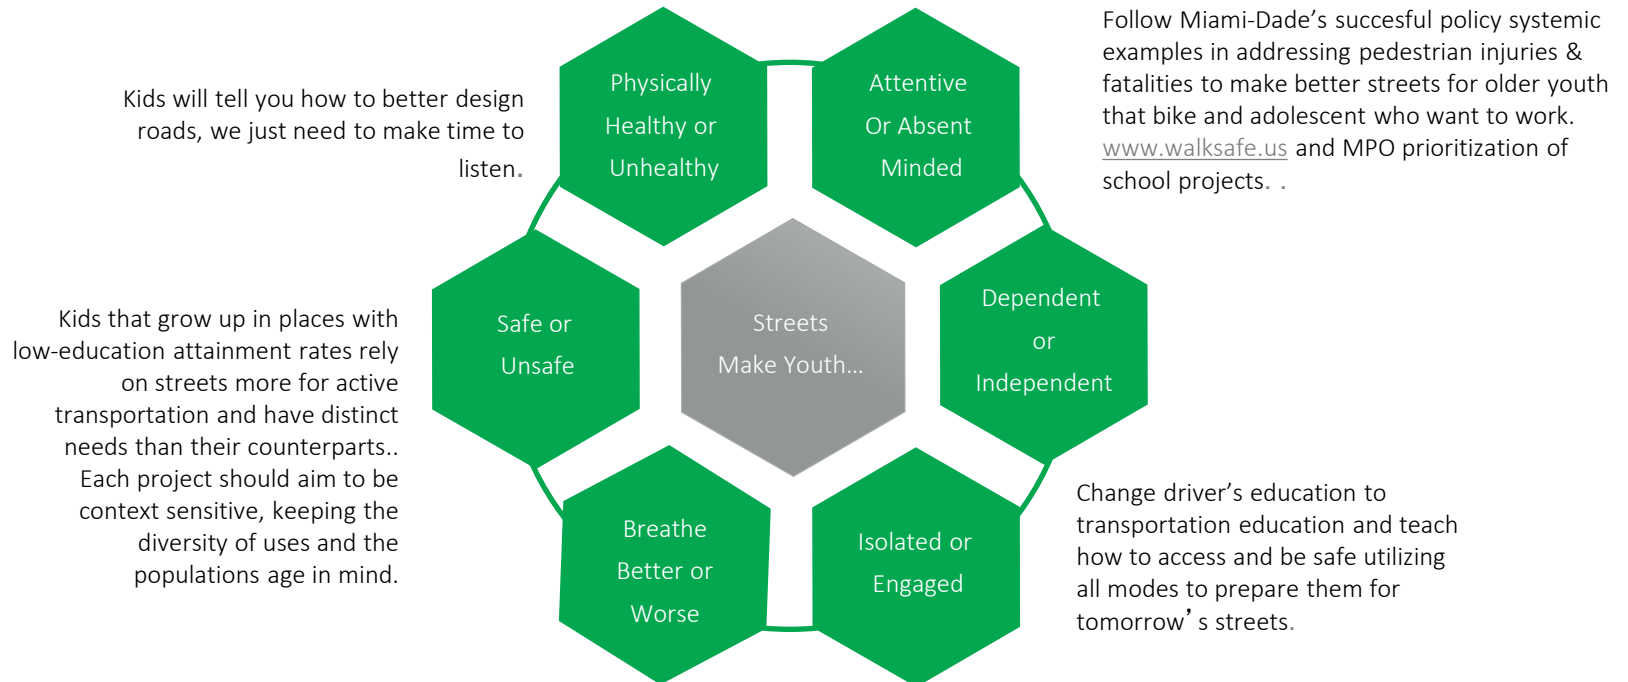 Kids will tell you how to better design
roads, we just need to make time to
listen.
Physically
Healthy or
Unhealthy
Attentive
Or Absent
Minded
Follow Miami-Dade’s succesful policy systemic
examples in addressing pedestrian injuries &
fatalities to make better streets for older youth
that bike and adolescent who want to work.
www.walksafe.us and MPO prioritization of
school projects. .
Kids that grow up in places with
low-education attainment rates rely
on streets more for active
transportation and have distinct
needs than their counterparts..
Each project should aim to be
context sensitive, keeping the
diversity of uses and the
populations age in mind.
Safe or
Unsafe
Streets
Make Youth…
Dependent
or
Independent
Breathe
Better or
Worse
Isolated or
Engaged
Change driver’s education to
transportation education and teach
how to access and be safe utilizing
all modes to prepare them for
tomorrow’s streets.